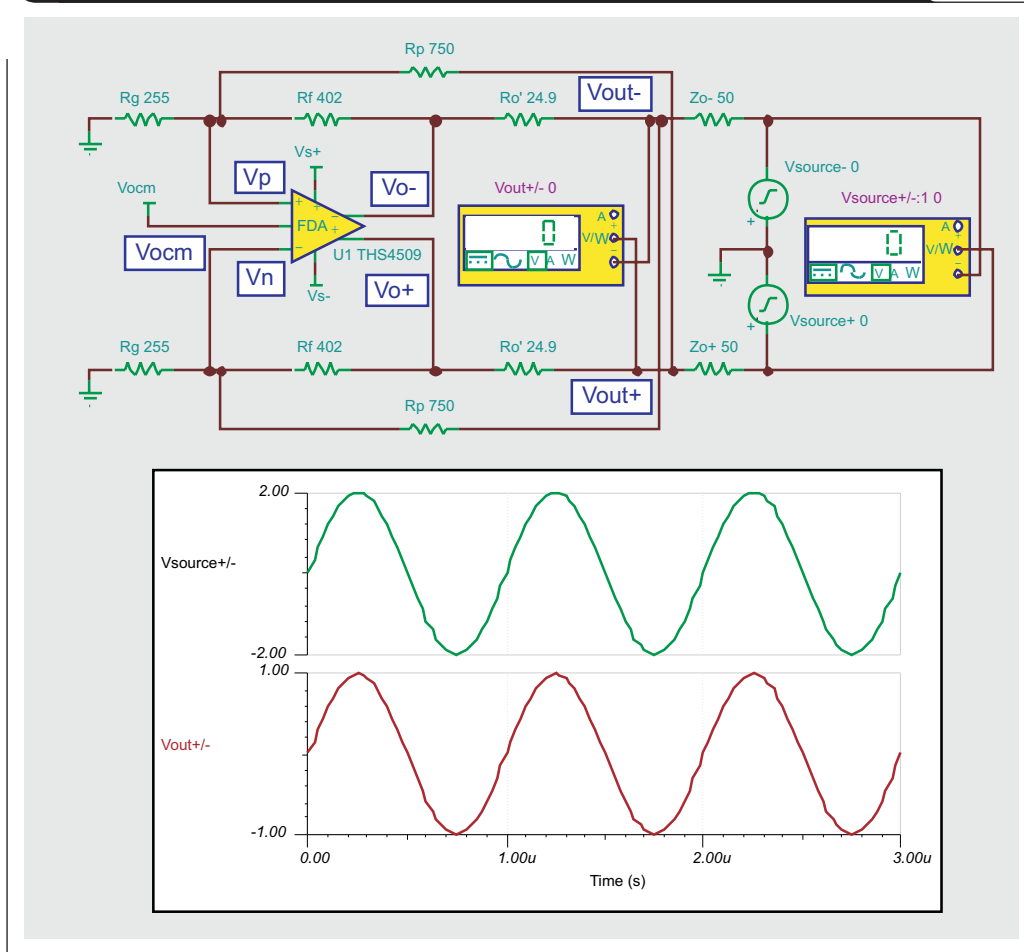 Rp 750
Rg 255
Rf 402
Ro' 24.9
Vout-
Zo- 50
Vs+
Vp
Vo-
Vsource- 0
Vocm
Vout+/- 0
Vsource+/-:1 0
+
-
FDA
+
-
Vocm
U1 THS4509
Vn
Vs-
Vo+
A
+
V/W
-
0
V A W
A
+
V/W
-
0
V A W
+
+
Vsource+ 0
Rg 255
Rf 402
Ro' 24.9
Zo+ 50
Vout+
Rp 750
2.00
Vsource+/-
-2.00
1.00
Vout+/-
-1.00
0.00
1.00u
2.00u
3.00u
Time (s)